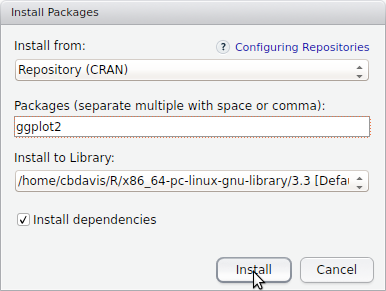 Install Packages
Install from:
? Configuring Repositories
Repository (CRAN)
Packages (separate multiple with space or comma):
ggplot2
Install to Library:
/home/cbdavis/R/x86_64-pc-linux-gnu-library/3.3 [Defau
Install dependencies
Install Cancel